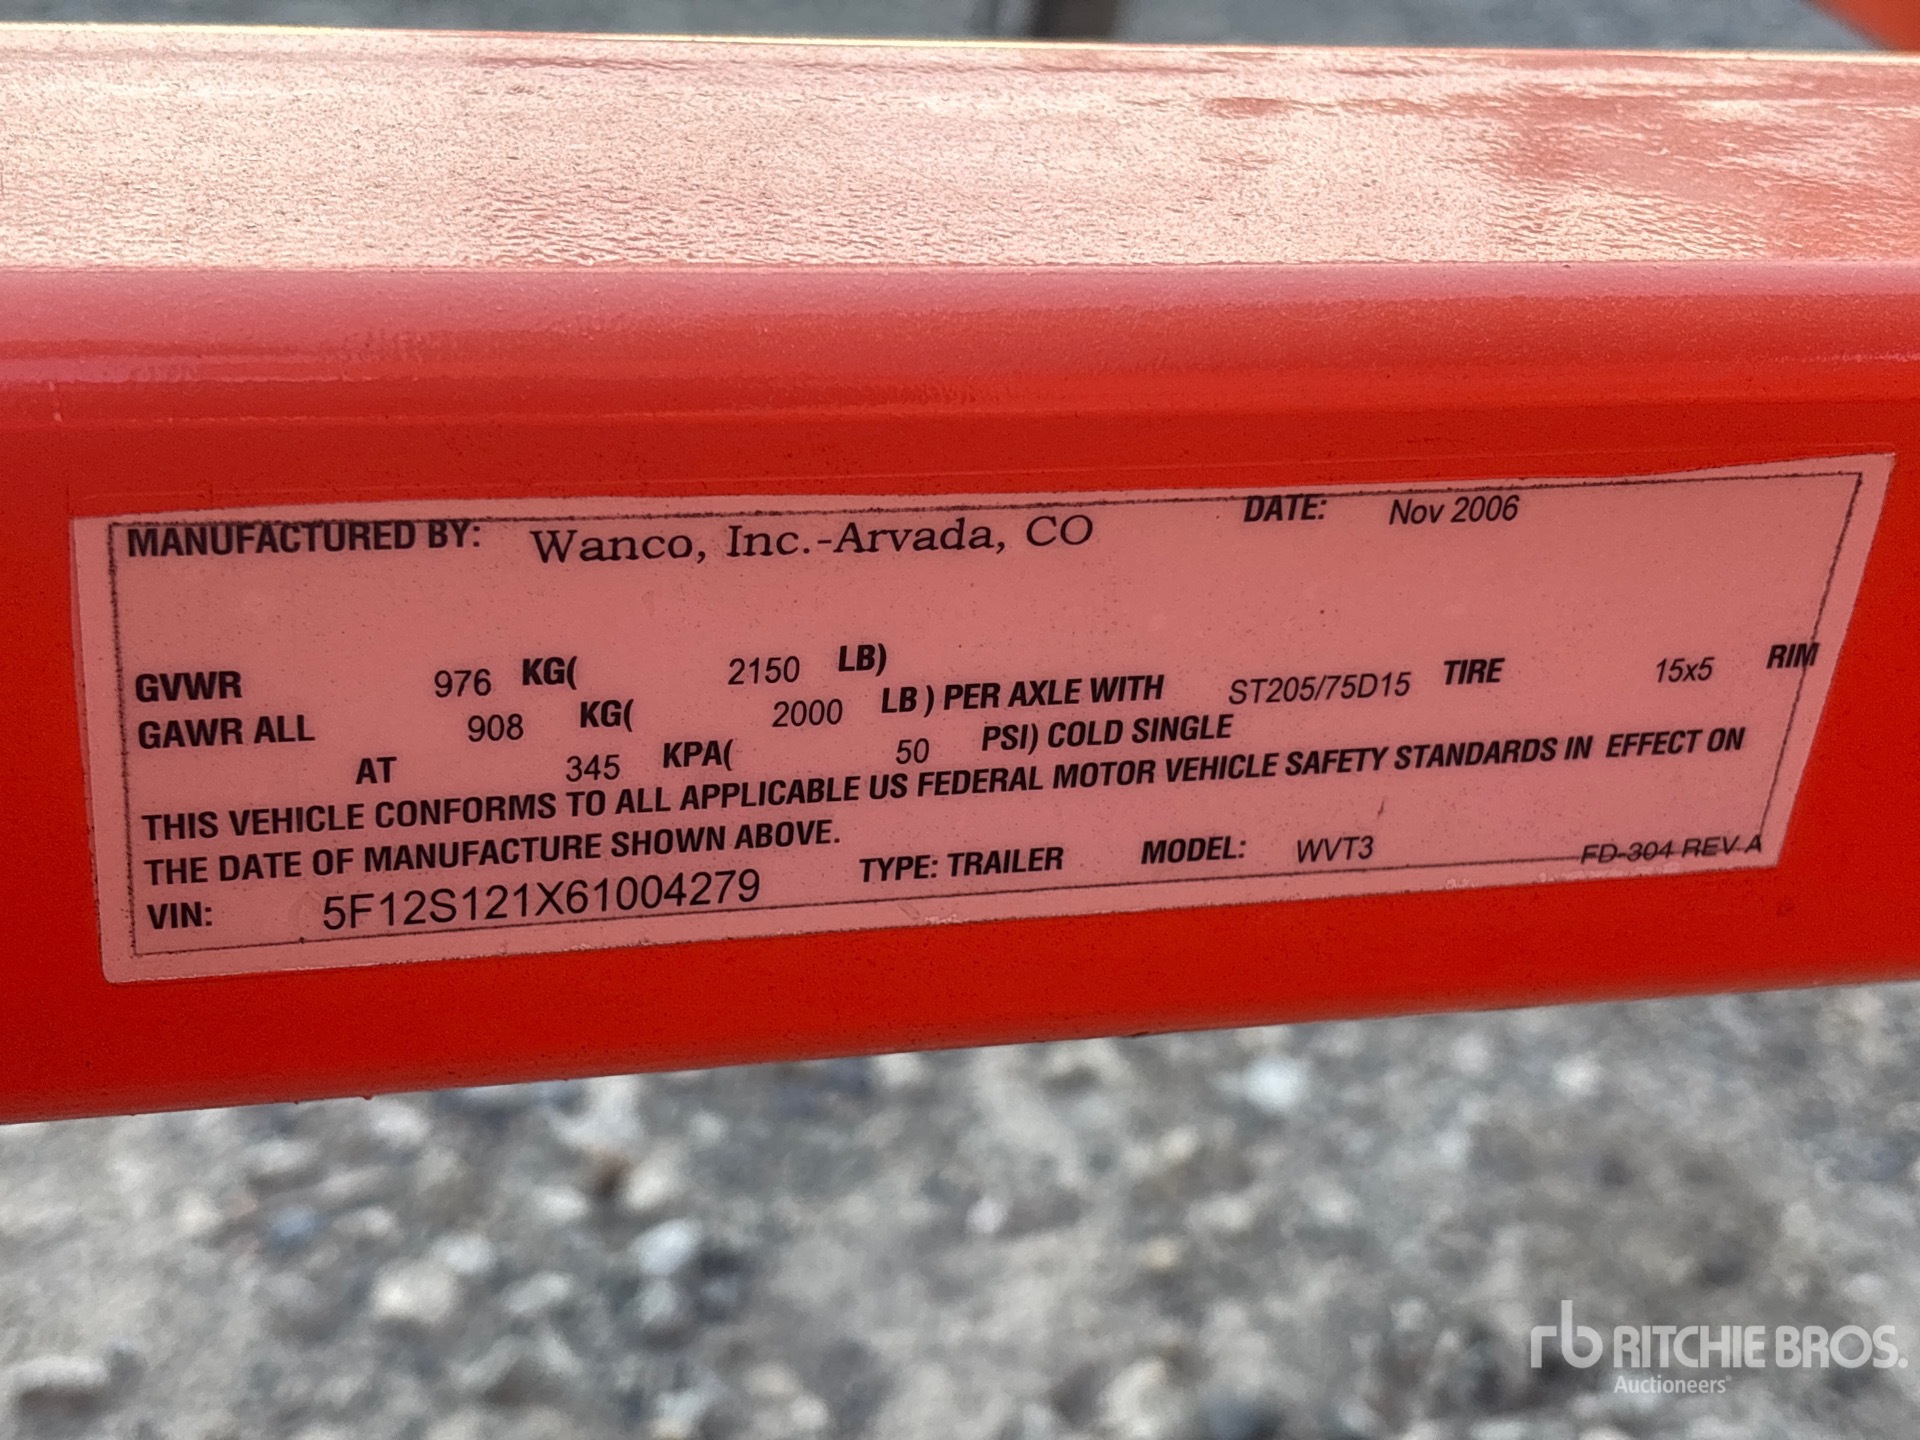 MANUFACTURED BY: Wanco, Inc.-Arvada, CO DATE: Nov 2006
GVWR 976 KG( 2150 LB)
GAWR ALL 908 KG( 2000 LB ) PER AXLE WITH ST205/75D15 TIRE 15x5 RIM
AT 345 KPA( 50 PSI) COLD SINGLE
THIS VEHICLE CONFORMS TO ALL APPLICABLE US FEDERAL MOTOR VEHICLE SAFETY STANDARDS IN EFFECT ON
THE DATE OF MANUFACTURE SHOWN ABOVE.
VIN: 5F12S121X61004279 TYPE: TRAILER MODEL: WVT3 FD-304 REV A
rb RITCHIE BROS.
Auctioneers